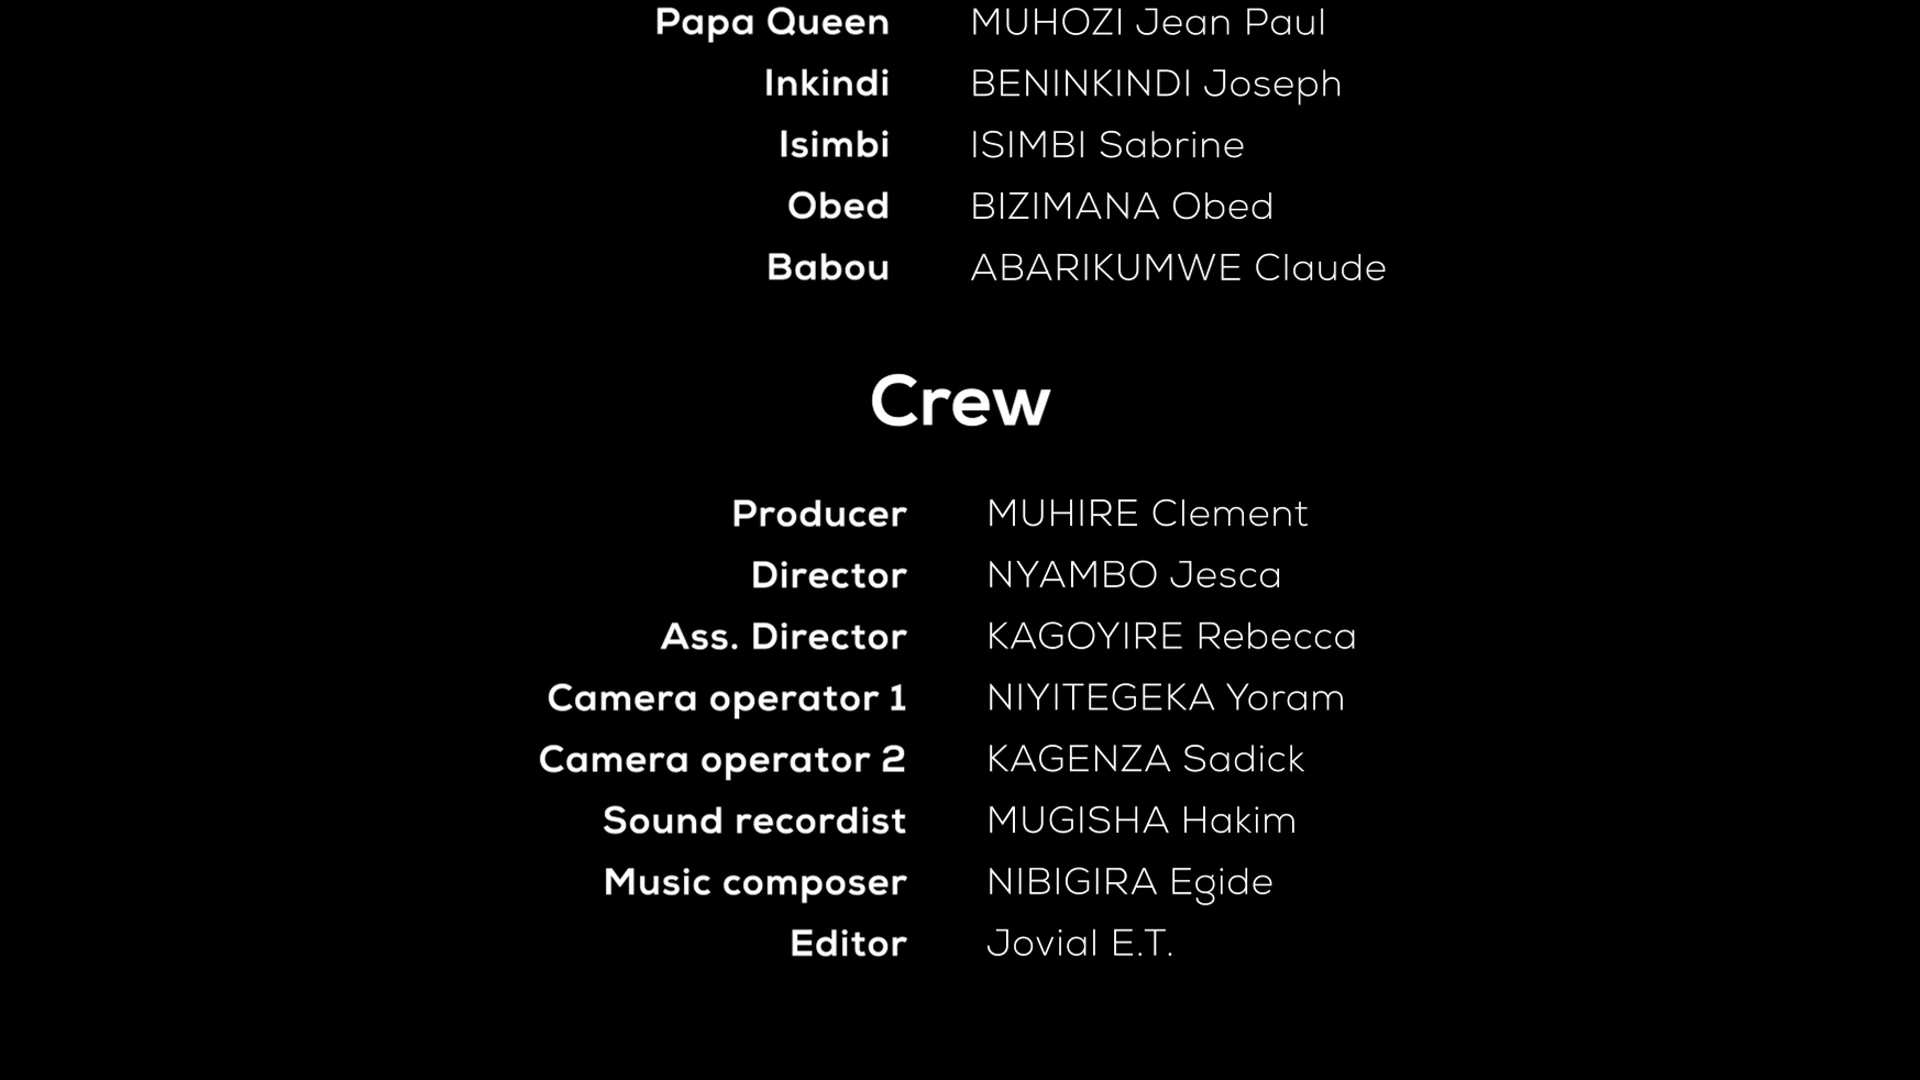 Papa Queen MUHOZI Jean Paul
Inkindi BENINKINDI Joseph
Isimbi ISIMBI Sabrine
Obed BIZIMANA Obed
Babou ABARIKUMWE Claude
Crew
Producer MUHIRE Clement
Director NYAMBO Jesca
Ass. Director KAGOYIRE Rebecca
Camera operator 1 NIYITEGEKA Yoram
Camera operator 2 KAGENZA Sadick
Sound recordist MUGISHA Hakim
Music composer NIBIGIRA Egide
Editor Jovial E.T.